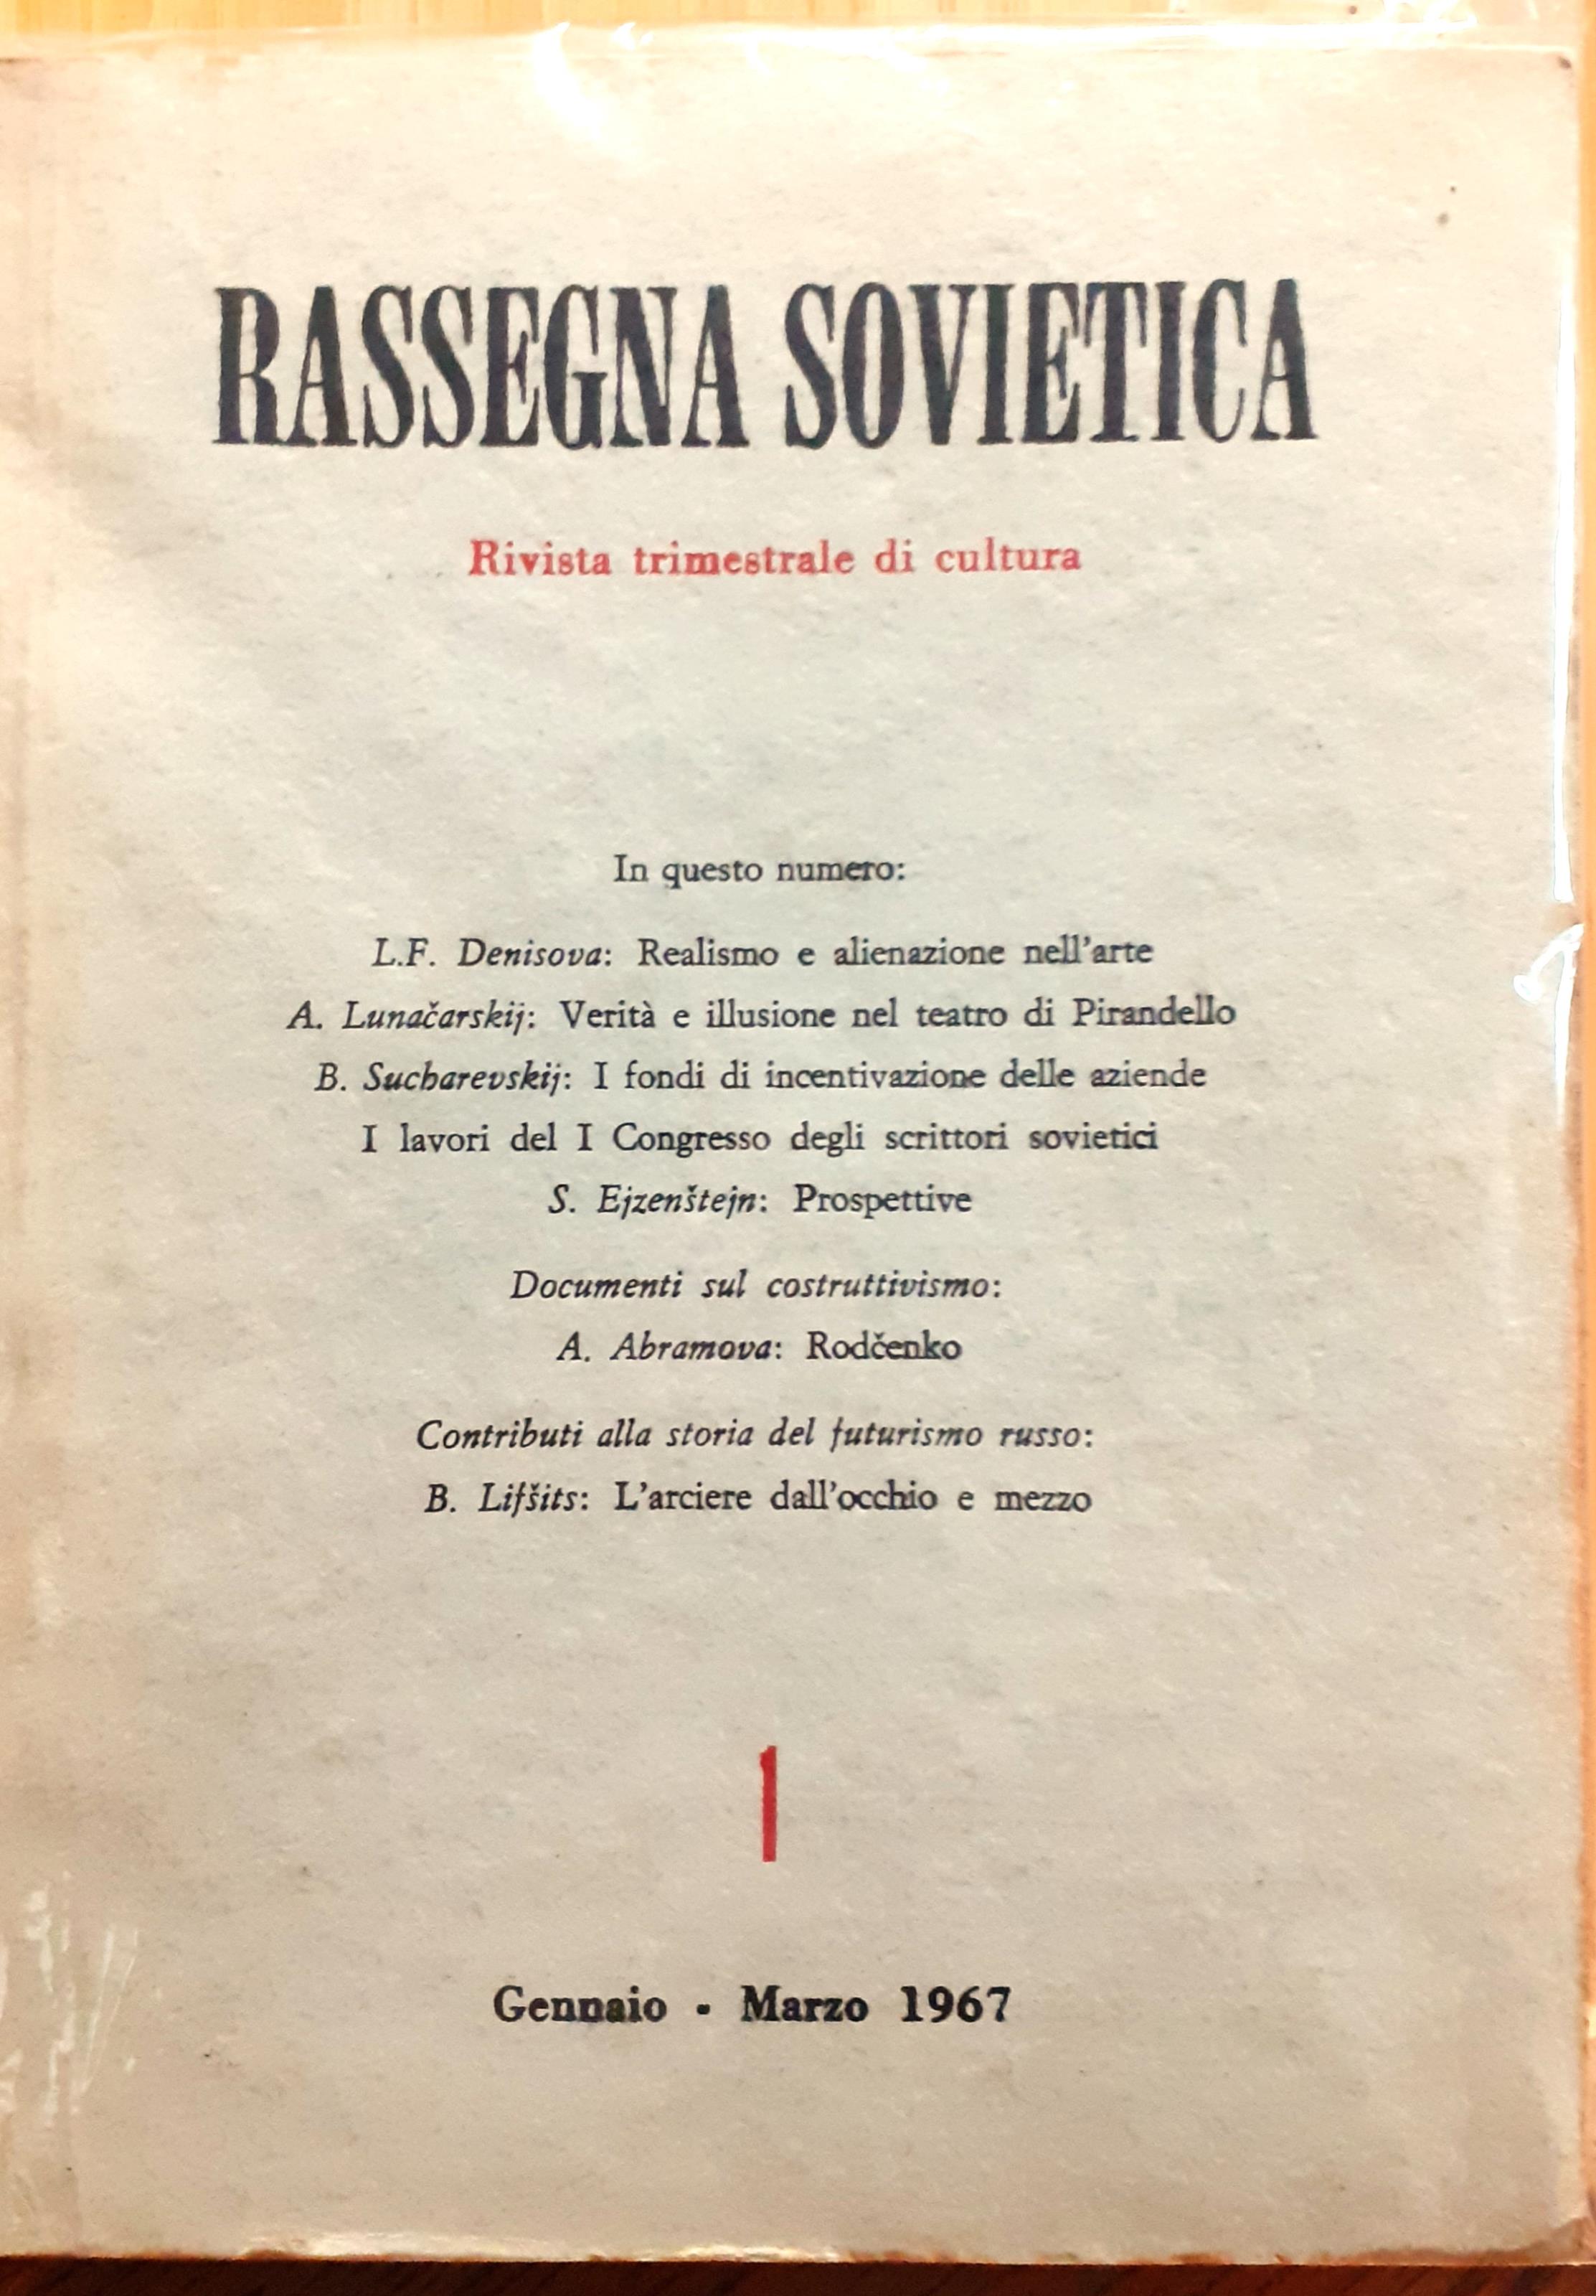 RASSEGNA SOVIETICA
Rivista trimestrale di cultura
In questo numero:
L.F. Denisova: Realismo e alienazione nell'arte
A. Lunačarskij: Verità e illusione nel teatro di Pirandello
B. Sucharevskij: I fondi di incentivazione delle aziende
I lavori del I Congresso degli scrittori sovietici
S. Ejzenštejn: Prospettive
Documenti sul costruttivismo:
A. Abramova: Rodčenko
Contributi alla storia del futurismo russo:
B. Lifšits: L'arciere dall'occhio e mezzo
1
Gennaio - Marzo 1967